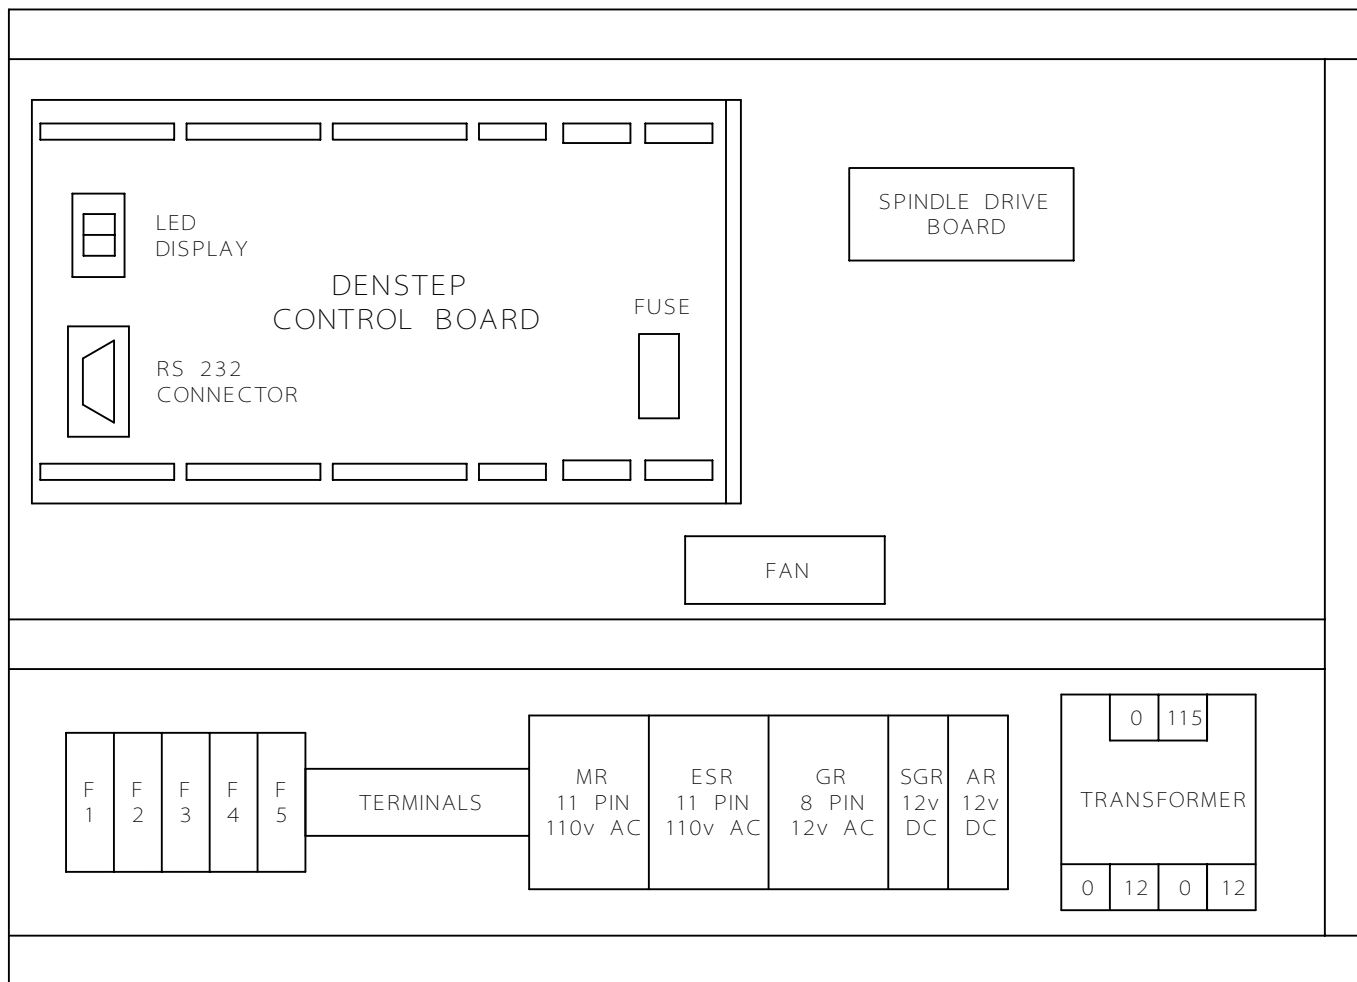 LED
DISPLAY
DENSTEP
CONTROL BOARD
RS 232
CONNECTOR
FUSE
SPINDLE DRIVE
BOARD
FAN
F
1
F
2
F
3
F
4
F
5
TERMINALS
MR
11 PIN
110v AC
ESR
11 PIN
110v AC
GR
8 PIN
12v AC
SGR
12v
DC
AR
12v
DC
0 115
TRANSFORMER
0 12 0 12